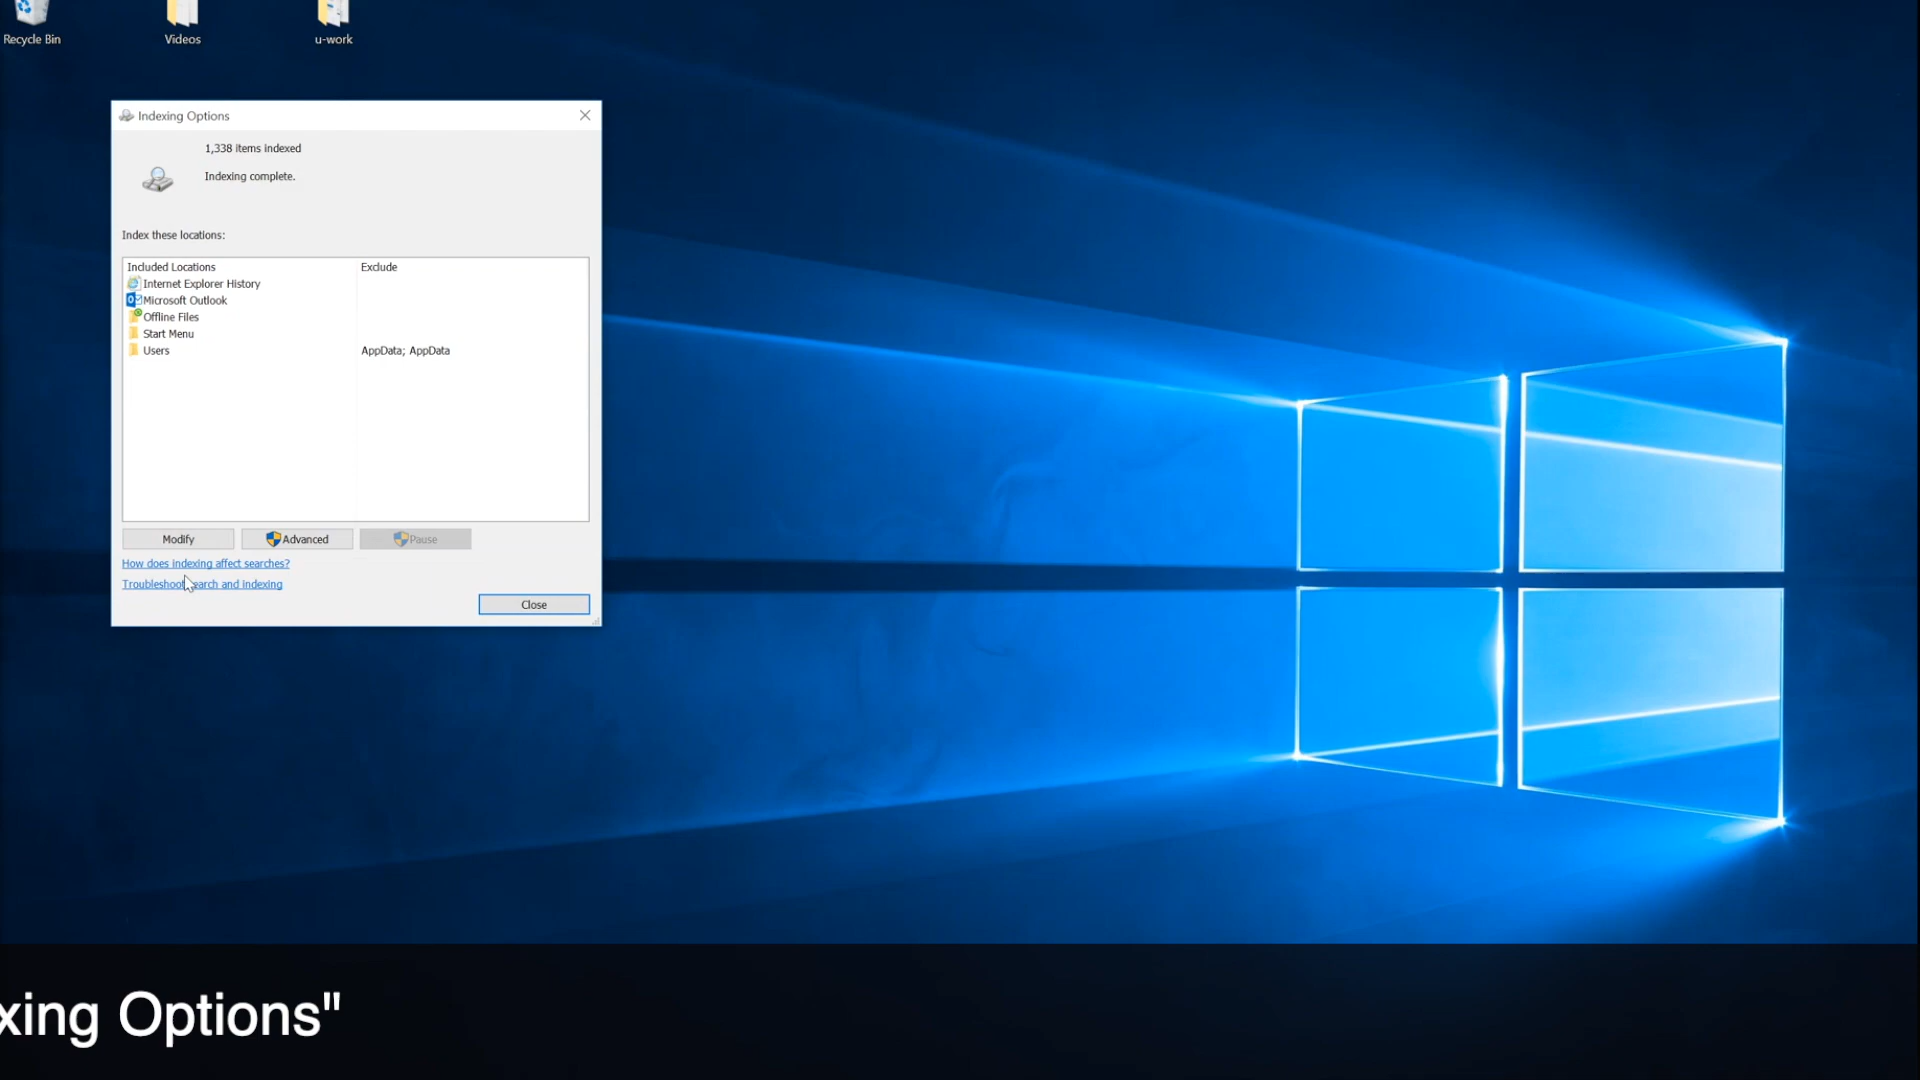 Recycle Bin
Videos
u-work
Indexing Options
1,338 items indexed
Indexing complete.
Index these locations:
Included Locations
Exclude
Internet Explorer History
Microsoft Outlook
Offline Files
Start Menu
Users
AppData; AppData
Modify
Advanced
Pause
How does indexing affect searches?
Troubleshoot search and indexing
Close
xing Options"